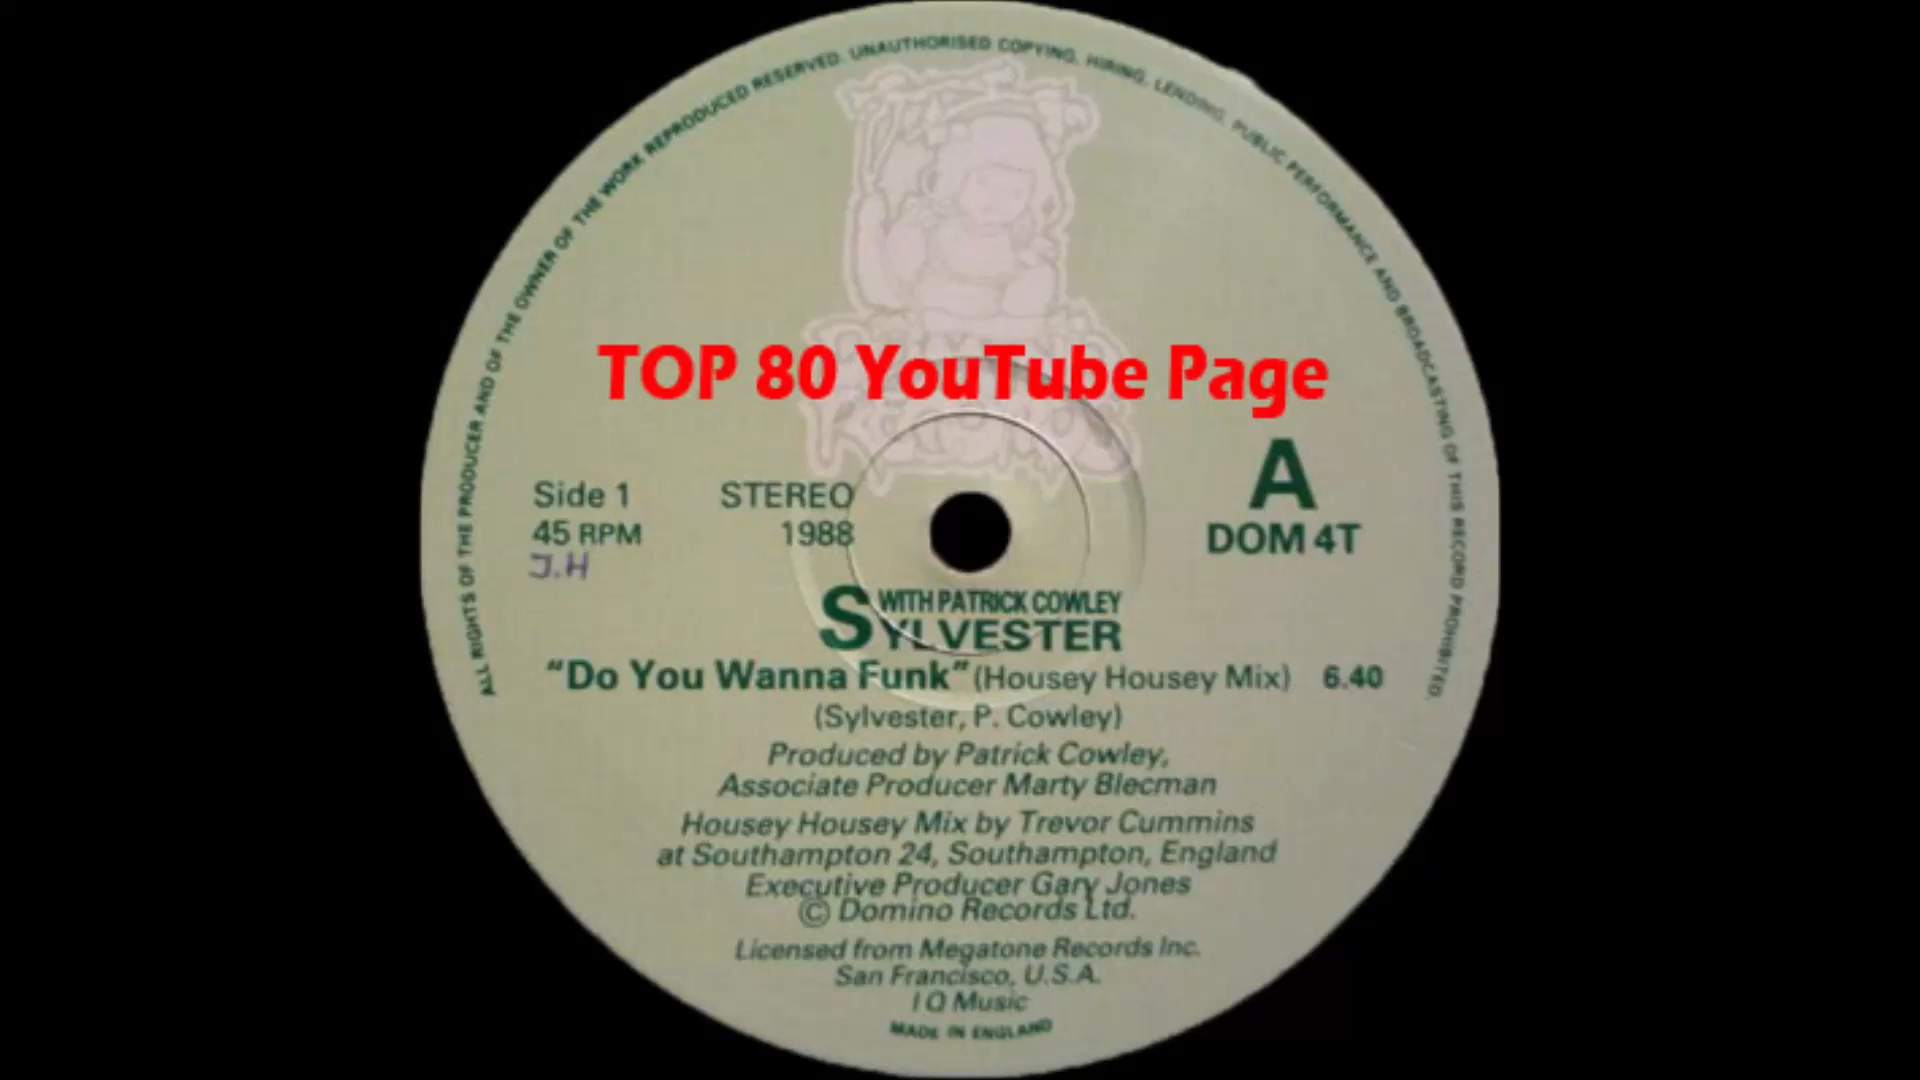 ALL RIGHTS OF THE PRODUCER AND OF THE OWNER OF THE WORK REPRODUCED RESERVED. UNAUTHORISED COPYING, HIRING, LENDING, PUBLIC PERFORMANCE AND BROADCASTING OF THIS RECORD PROHIBITED.
TOP 80 YouTube Page
Side 1
45 RPM
J.H
STEREO
1988
A
DOM 4T
WITH PATRICK COWLEY
SYLVESTER
“Do You Wanna Funk” (Housey Housey Mix) 6.40
(Sylvester, P. Cowley)
Produced by Patrick Cowley,
Associate Producer Marty Blecman
Housey Housey Mix by Trevor Cummins
at Southampton 24, Southampton, England
Executive Producer Gary Jones
© Domino Records Ltd.
Licensed from Megatone Records Inc.
San Francisco, U.S.A.
I Q Music
MADE IN ENGLAND